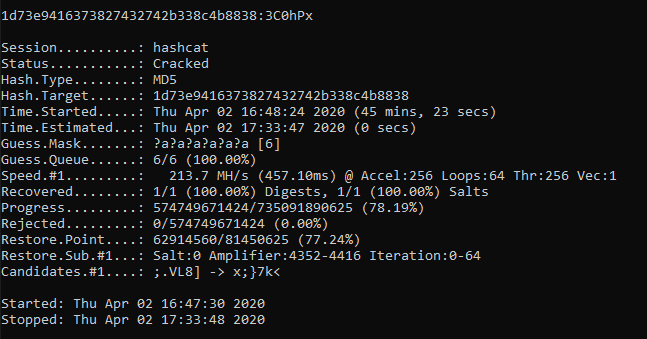 1d73e9416373827432742b338c4b8838:3C0hPx
Session..........: hashcat
Status...........: Cracked
Hash.Type........: MD5
Hash.Target......: 1d73e9416373827432742b338c4b8838
Time.Started.....: Thu Apr 02 16:48:24 2020 (45 mins, 23 secs)
Time.Estimated...: Thu Apr 02 17:33:47 2020 (0 secs)
Guess.Mask.......: ?a?a?a?a?a?a [6]
Guess.Queue......: 6/6 (100.00%)
Speed.#1.........:   213.7 MH/s (457.10ms) @ Accel:256 Loops:64 Thr:256 Vec:1
Recovered........: 1/1 (100.00%) Digests, 1/1 (100.00%) Salts
Progress.........: 574749671424/735091890625 (78.19%)
Rejected.........: 0/574749671424 (0.00%)
Restore.Point....: 62914560/81450625 (77.24%)
Restore.Sub.#1...: Salt:0 Amplifier:4352-4416 Iteration:0-64
Candidates.#1....: ;.VL8] -> x;}7k<
Started: Thu Apr 02 16:47:30 2020
Stopped: Thu Apr 02 17:33:48 2020